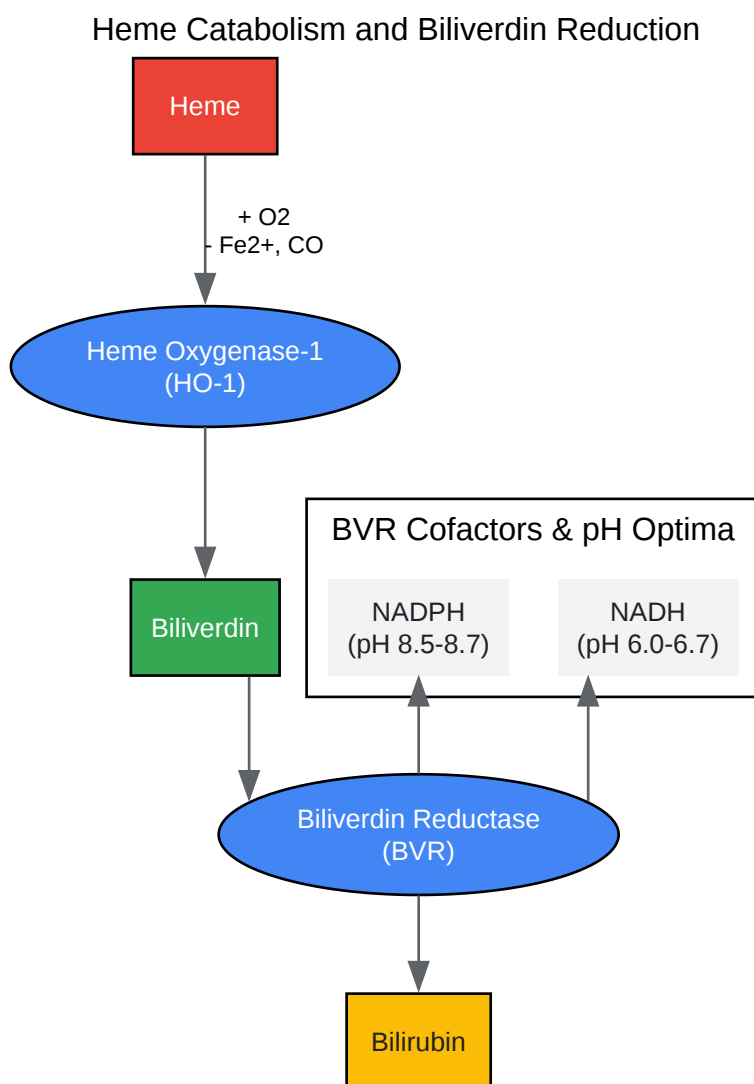 Heme Catabolism and Biliverdin Reduction
Heme
+ O2
- Fe2+, CO
Heme Oxygenase-1
(HO-1)
BVR Cofactors & pH Optima
Biliverdin
NADPH
(pH 8.5-8.7)
NADH
(pH 6.0-6.7)
Biliverdin Reductase
(BVR)
Bilirubin